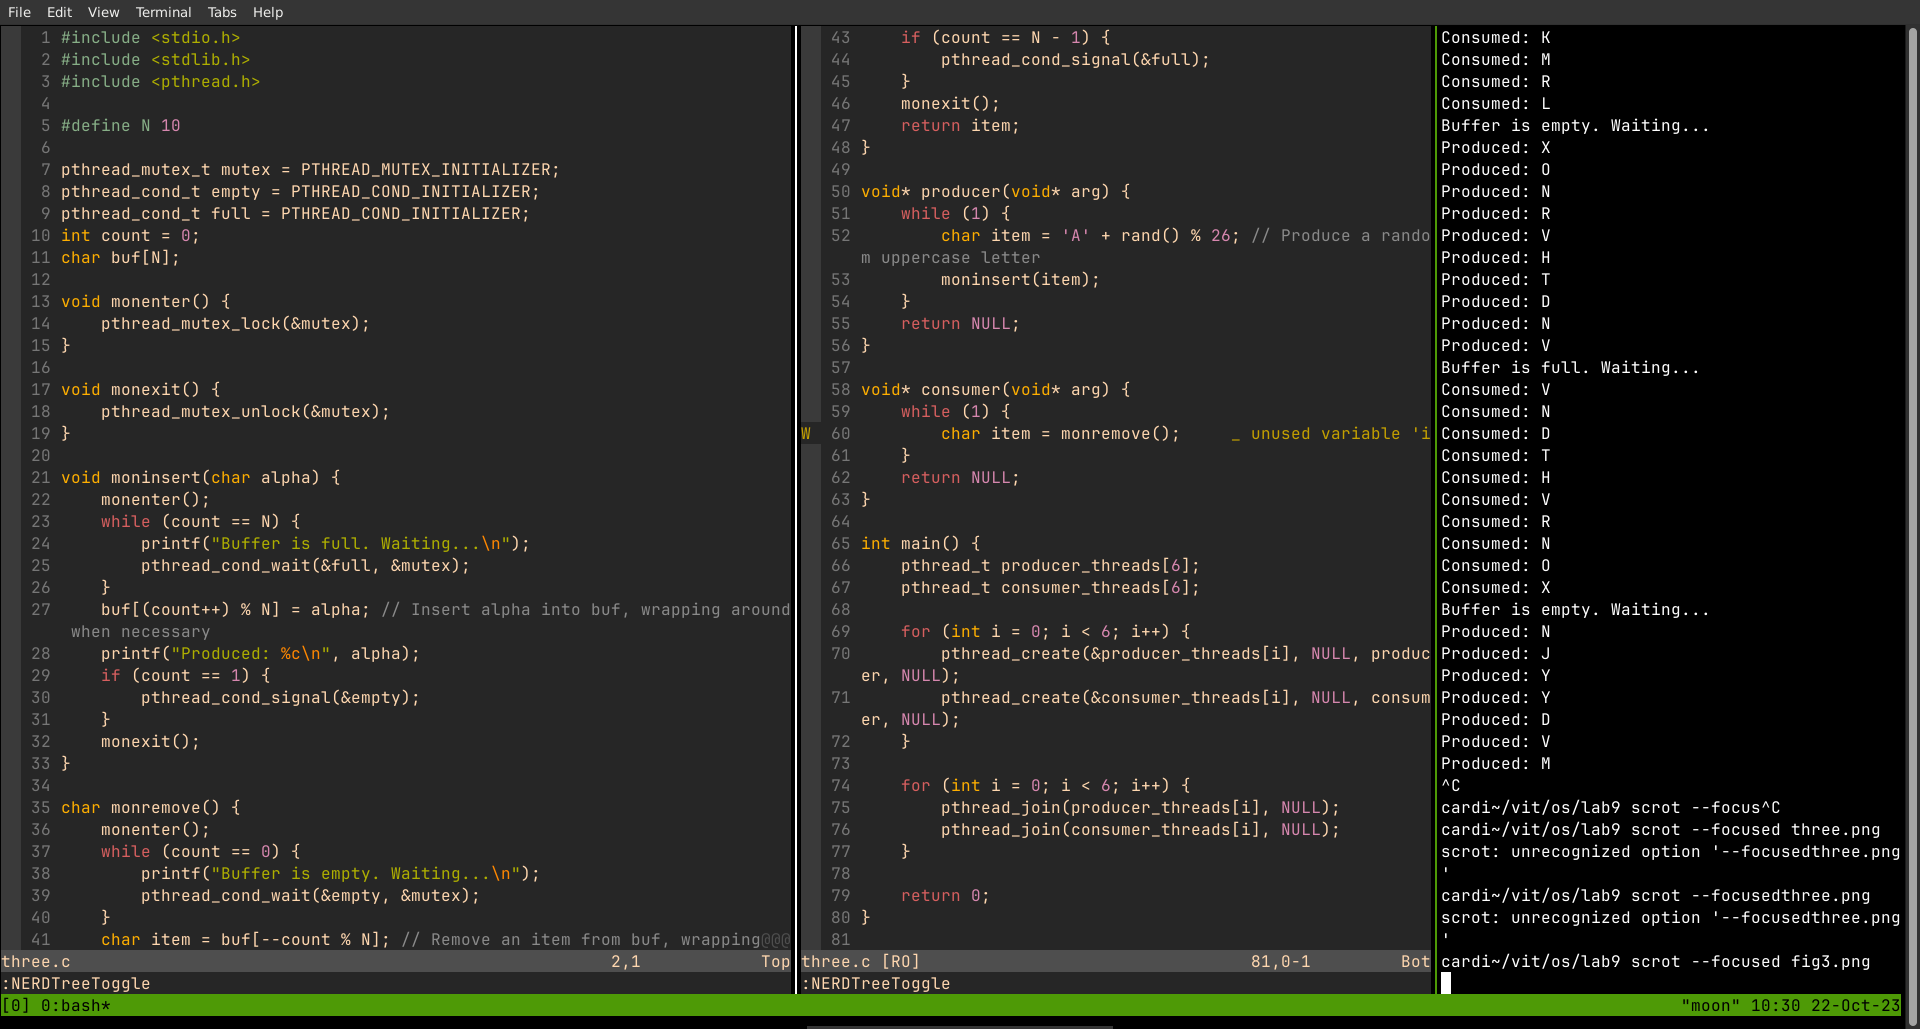 File Edit View Terminal Tabs Help
1 #include <stdio.h>
2 #include <stdlib.h>
3 #include <pthread.h>
4
5 #define N 10
6
7 pthread_mutex_t mutex = PTHREAD_MUTEX_INITIALIZER;
8 pthread_cond_t empty = PTHREAD_COND_INITIALIZER;
9 pthread_cond_t full = PTHREAD_COND_INITIALIZER;
10 int count = 0;
11 char buf[N];
12
13 void monenter() {
14     pthread_mutex_lock(&mutex);
15 }
16
17 void monexit() {
18     pthread_mutex_unlock(&mutex);
19 }
20
21 void moninsert(char alpha) {
22     monenter();
23     while (count == N) {
24         printf("Buffer is full. Waiting...\n");
25         pthread_cond_wait(&full, &mutex);
26     }
27     buf[(count++) % N] = alpha; // Insert alpha into buf, wrapping around
 when necessary
28     printf("Produced: %c\n", alpha);
29     if (count == 1) {
30         pthread_cond_signal(&empty);
31     }
32     monexit();
33 }
34
35 char monremove() {
36     monenter();
37     while (count == 0) {
38         printf("Buffer is empty. Waiting...\n");
39         pthread_cond_wait(&empty, &mutex);
40     }
41     char item = buf[--count % N]; // Remove an item from buf, wrapping@@@
three.c 2,1 Top
:NERDTreeToggle
43     if (count == N - 1) {
44         pthread_cond_signal(&full);
45     }
46     monexit();
47     return item;
48 }
49
50 void* producer(void* arg) {
51     while (1) {
52         char item = 'A' + rand() % 26; // Produce a rando
m uppercase letter
53         moninsert(item);
54     }
55     return NULL;
56 }
57
58 void* consumer(void* arg) {
59     while (1) {
W 60         char item = monremove();     _ unused variable 'i
61     }
62     return NULL;
63 }
64
65 int main() {
66     pthread_t producer_threads[6];
67     pthread_t consumer_threads[6];
68
69     for (int i = 0; i < 6; i++) {
70         pthread_create(&producer_threads[i], NULL, produc
er, NULL);
71         pthread_create(&consumer_threads[i], NULL, consum
er, NULL);
72     }
73
74     for (int i = 0; i < 6; i++) {
75         pthread_join(producer_threads[i], NULL);
76         pthread_join(consumer_threads[i], NULL);
77     }
78
79     return 0;
80 }
81
three.c [RO] 81,0-1 Bot
:NERDTreeToggle
Consumed: K
Consumed: M
Consumed: R
Consumed: L
Buffer is empty. Waiting...
Produced: X
Produced: O
Produced: N
Produced: R
Produced: V
Produced: H
Produced: T
Produced: D
Produced: N
Produced: V
Buffer is full. Waiting...
Consumed: V
Consumed: N
Consumed: D
Consumed: T
Consumed: H
Consumed: V
Consumed: R
Consumed: N
Consumed: O
Consumed: X
Buffer is empty. Waiting...
Produced: N
Produced: J
Produced: Y
Produced: Y
Produced: D
Produced: V
Produced: M
^C
cardi~/vit/os/lab9 scrot --focus^C
cardi~/vit/os/lab9 scrot --focused three.png
scrot: unrecognized option '--focusedthree.png
'
cardi~/vit/os/lab9 scrot --focusedthree.png
scrot: unrecognized option '--focusedthree.png
'
cardi~/vit/os/lab9 scrot --focused fig3.png
[0] 0:bash* "moon" 10:30 22-Oct-23